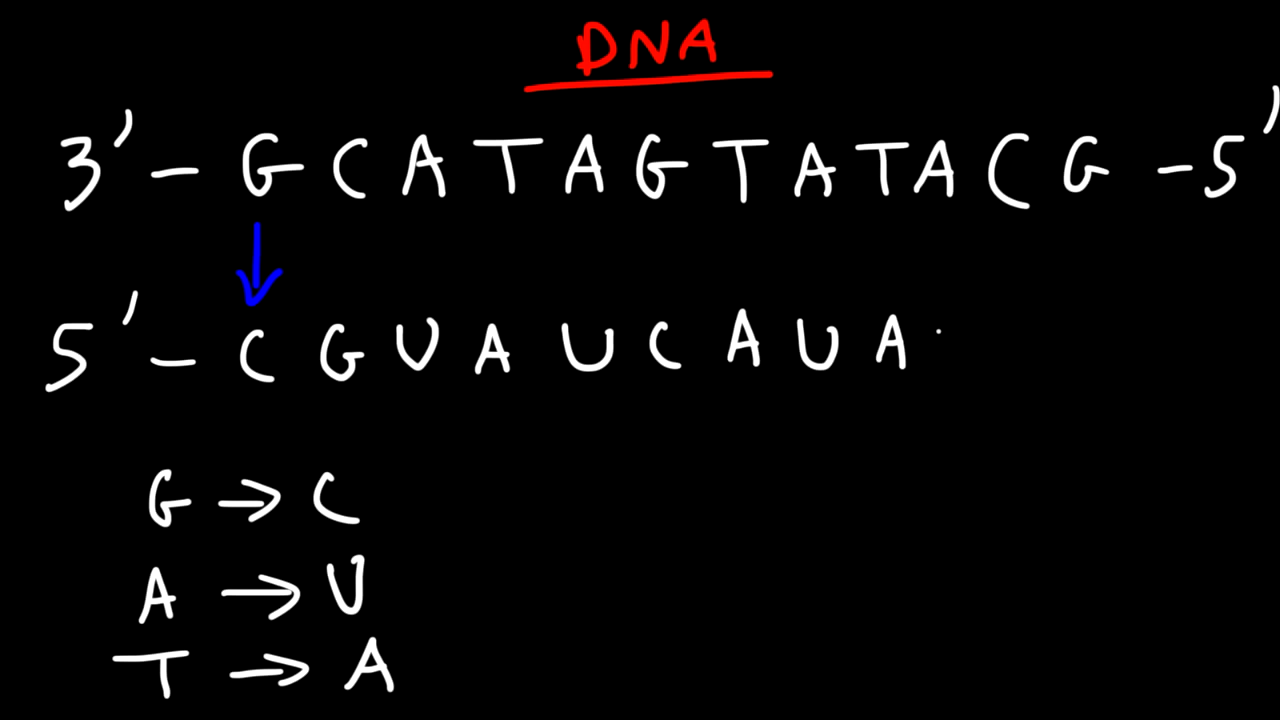 DNA
3' - G C A T A G T A T A C G - 5'
5' - C G U A U C A U A
G → C
A → U
T → A